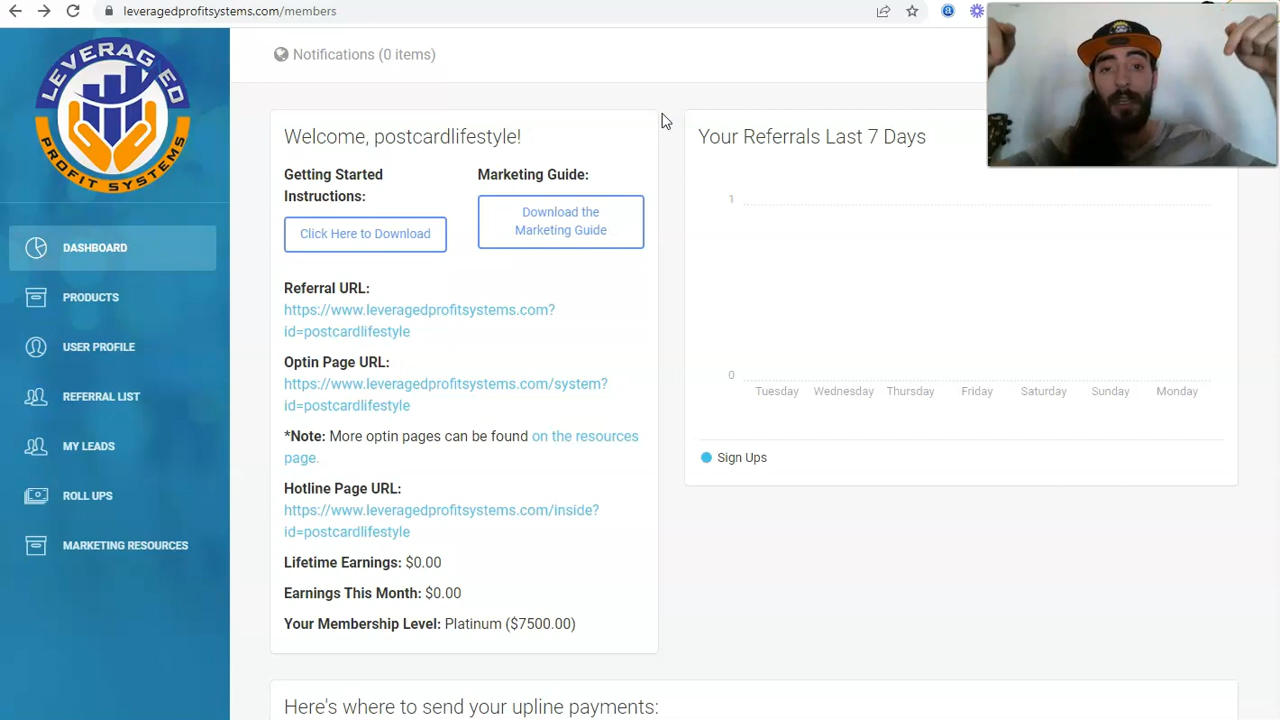 leveragedprofitsystems.com/members
LEVERAGED
PROFIT SYSTEMS
DASHBOARD
PRODUCTS
USER PROFILE
REFERRAL LIST
MY LEADS
ROLL UPS
MARKETING RESOURCES
Notifications (0 items)
Welcome, postcardlifestyle!
Getting Started
Instructions:
Click Here to Download
Marketing Guide:
Download the
Marketing Guide
Referral URL:
https://www.leveragedprofitsystems.com?
id=postcardlifestyle
Optin Page URL:
https://www.leveragedprofitsystems.com/system?
id=postcardlifestyle
*Note: More optin pages can be found on the resources
page.
Hotline Page URL:
https://www.leveragedprofitsystems.com/inside?
id=postcardlifestyle
Lifetime Earnings: $0.00
Earnings This Month: $0.00
Your Membership Level: Platinum ($7500.00)
Your Referrals Last 7 Days
1
0
Tuesday Wednesday Thursday Friday Saturday Sunday Monday
Sign Ups
Here's where to send your upline payments: